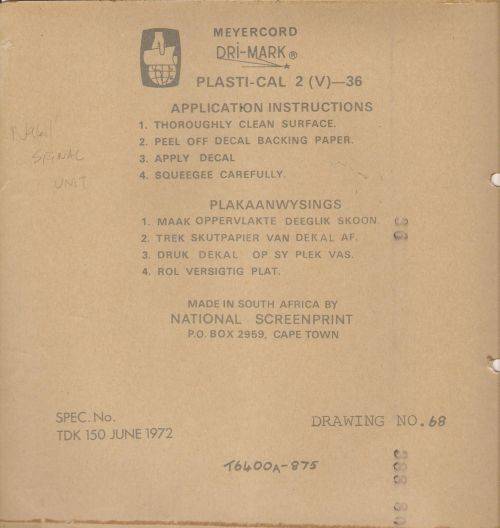 MEYERCORD
DRI-MARK®
PLASTI-CAL 2 (V)—36
APPLICATION INSTRUCTIONS
1. THOROUGHLY CLEAN SURFACE.
2. PEEL OFF DECAL BACKING PAPER.
3. APPLY DECAL
4. SQUEEGEE CAREFULLY.
SPINAL
UNIT
PLAKAANWYSINGS
1. MAAK OPPERVLAKTE DEEGLIK SKOON.
2. TREK SKUTPAPIER VAN DEKAL AF.
3. DRUK DEKAL OP SY PLEK VAS.
4. ROL VERSIGTIG PLAT.
36
MADE IN SOUTH AFRICA BY
NATIONAL SCREENPRINT
P.O. BOX 2959, CAPE TOWN
SPEC. No.
TDK 150 JUNE 1972
DRAWING NO. 68
T6400A-875